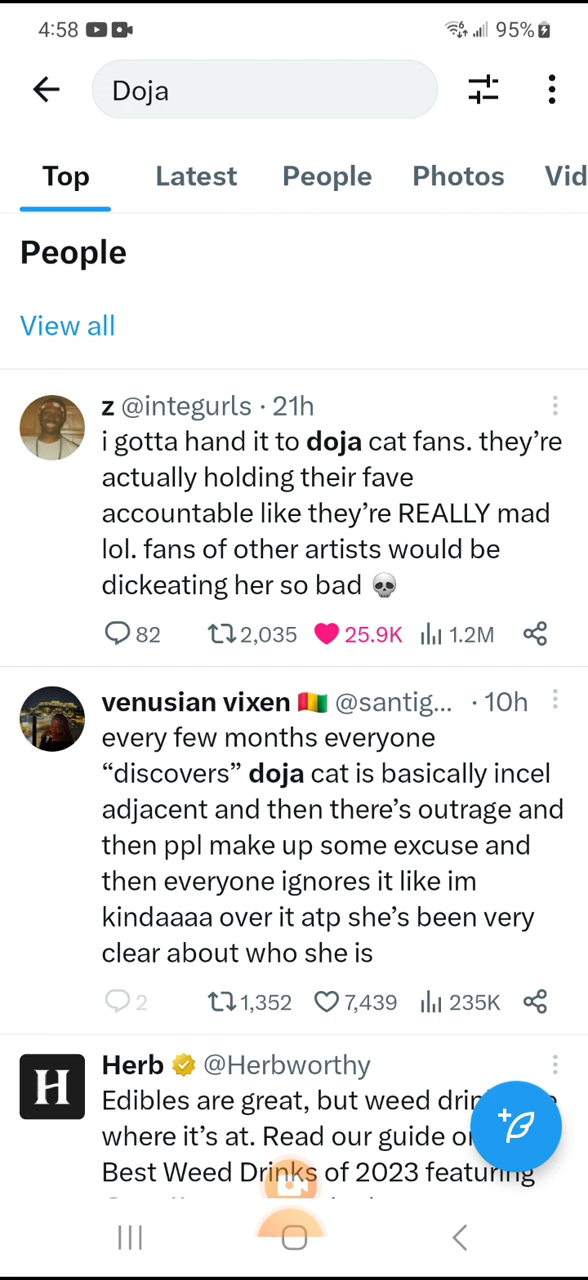 4:58 95%
Doja
Top Latest People Photos Vid
People
View all
z @integurls · 21h
i gotta hand it to doja cat fans. they’re
actually holding their fave
accountable like they’re REALLY mad
lol. fans of other artists would be
dickeating her so bad 💀
82 2,035 25.9K 1.2M
venusian vixen 🇬🇳 @santig... · 10h
every few months everyone
“discovers” doja cat is basically incel
adjacent and then there’s outrage and
then ppl make up some excuse and
then everyone ignores it like im
kindaaaa over it atp she’s been very
clear about who she is
2 1,352 7,439 235K
H
Herb @Herbworthy
Edibles are great, but weed
where it’s at. Read our guide
Best Weed Drinks of 2023 featuring